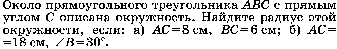 Около прямоугольного треугольника ABC с прямым
углом C описана окружность. Найдите радиус этой
окружности, если: а) AC=8 см, BC=6 см; б) AC=
=18 см, ∠B=30°.